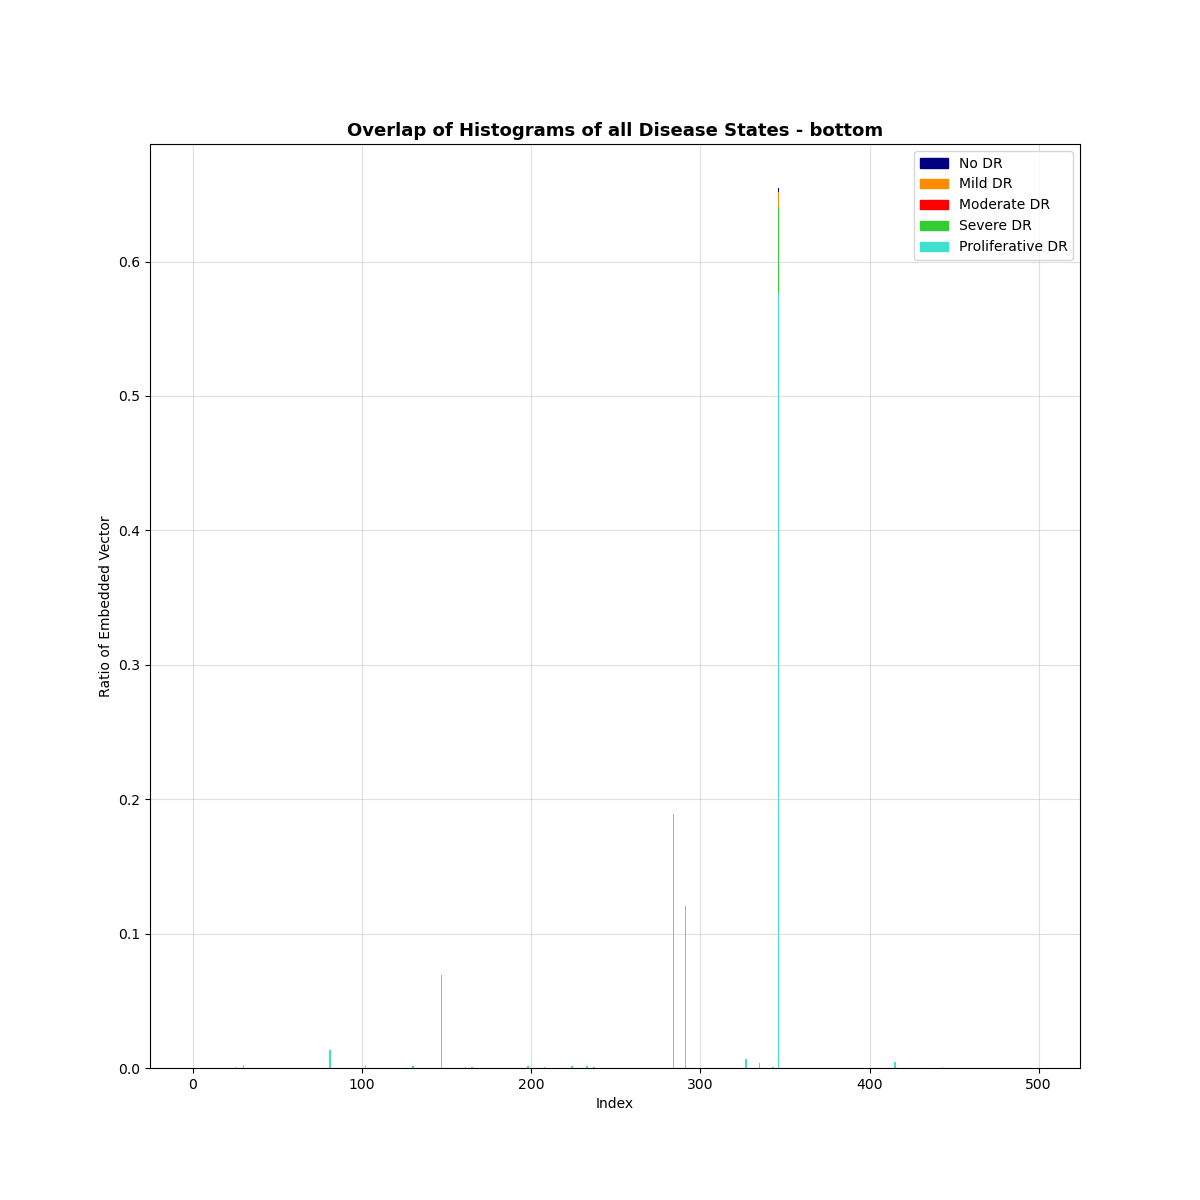 Overlap of Histograms of all Disease States - bottom
No DR
Mild DR
Moderate DR
Severe DR
Proliferative DR
0.6
0.5
0.4
0.3
0.2
0.1
0.0
Ratio of Embedded Vector
0 100 200 300 400 500
Index